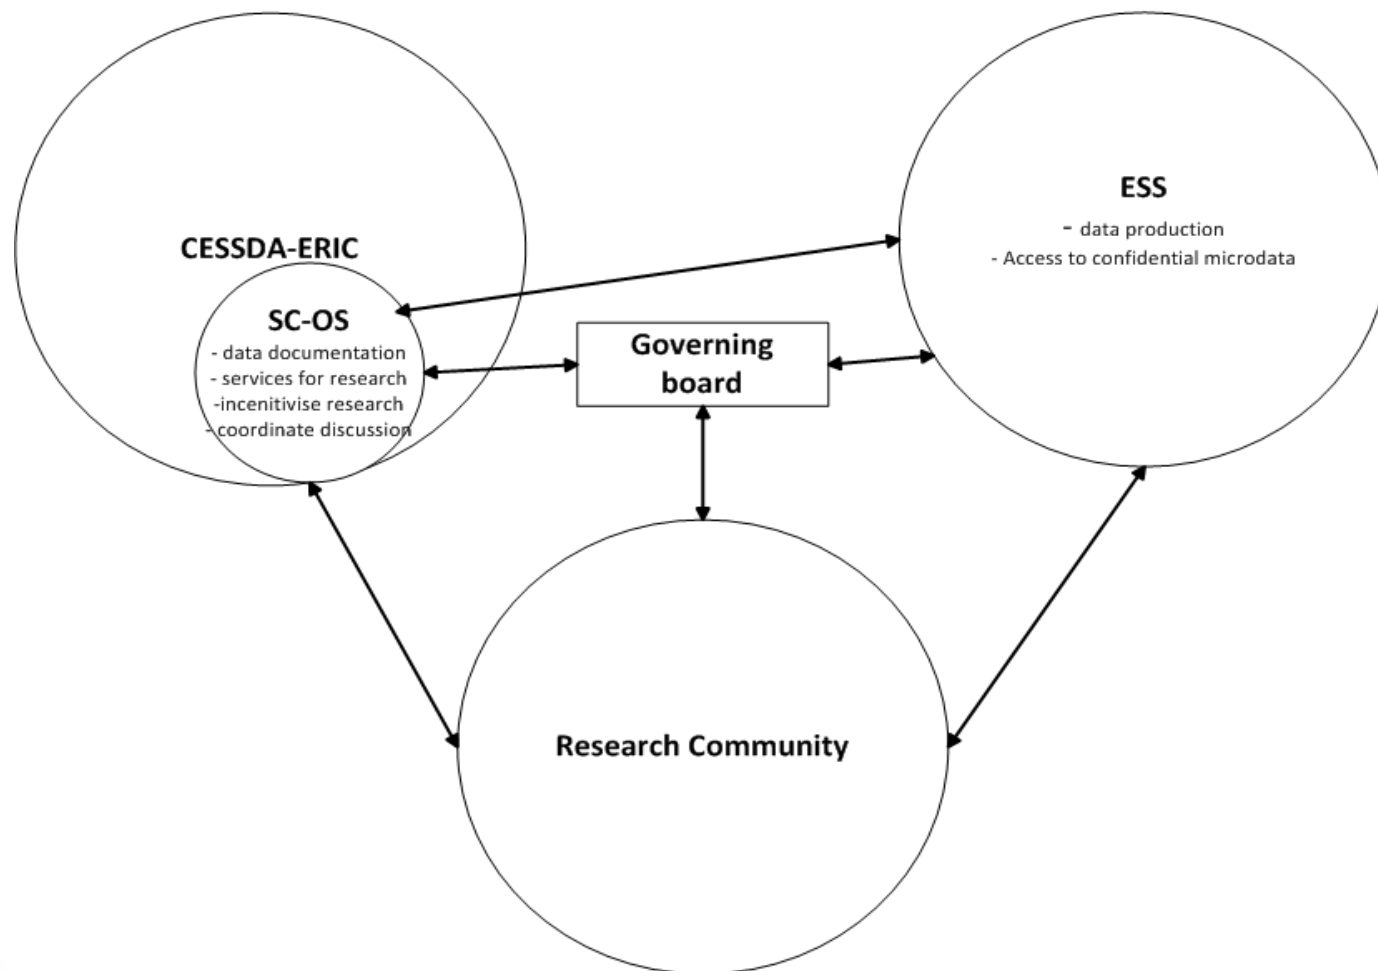 CESSDA-ERIC
SC-OS
- data documentation
- services for research
-incenitivise research
- coordinate discussion
Governing
board
ESS
- data production
- Access to confidential microdata
Research Community